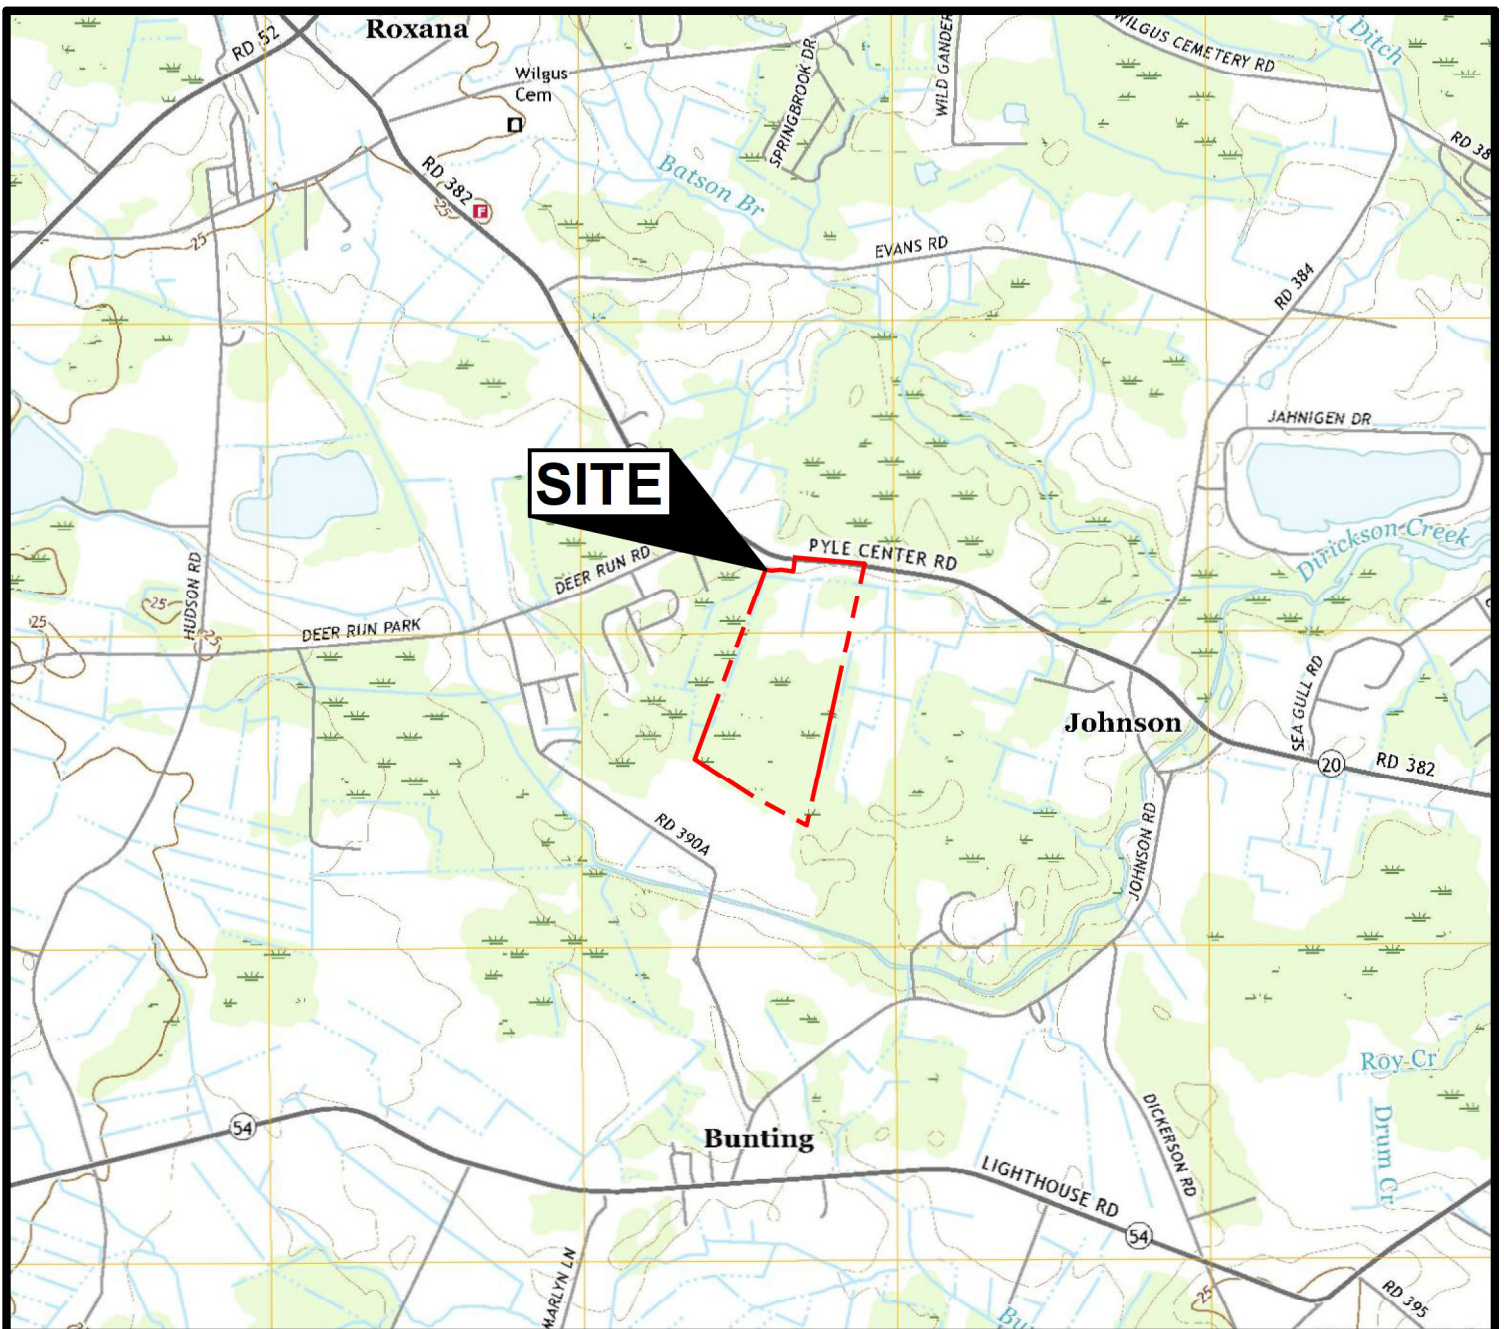 Roxana
RD 52
Wilgus
Cem
SPRINGBROOK DR
WILD GANDER
WILGUS CEMETERY RD
Ditch
RD 38
RD 382
25
F
Batson Br
EVANS RD
RD 384
25
JAHNIGEN DR
SITE
PYLE CENTER RD
Dirickson Creek
DEER RUN RD
HUDSON RD
25
25
25
DEER RUN PARK
SEA GULL RD
Johnson
20
RD 382
RD 390A
JOHNSON RD
Roy Cr
Drum Cr
DICKERSON RD
54
Bunting
LIGHTHOUSE RD
54
MARLYN LN
25
RD 395